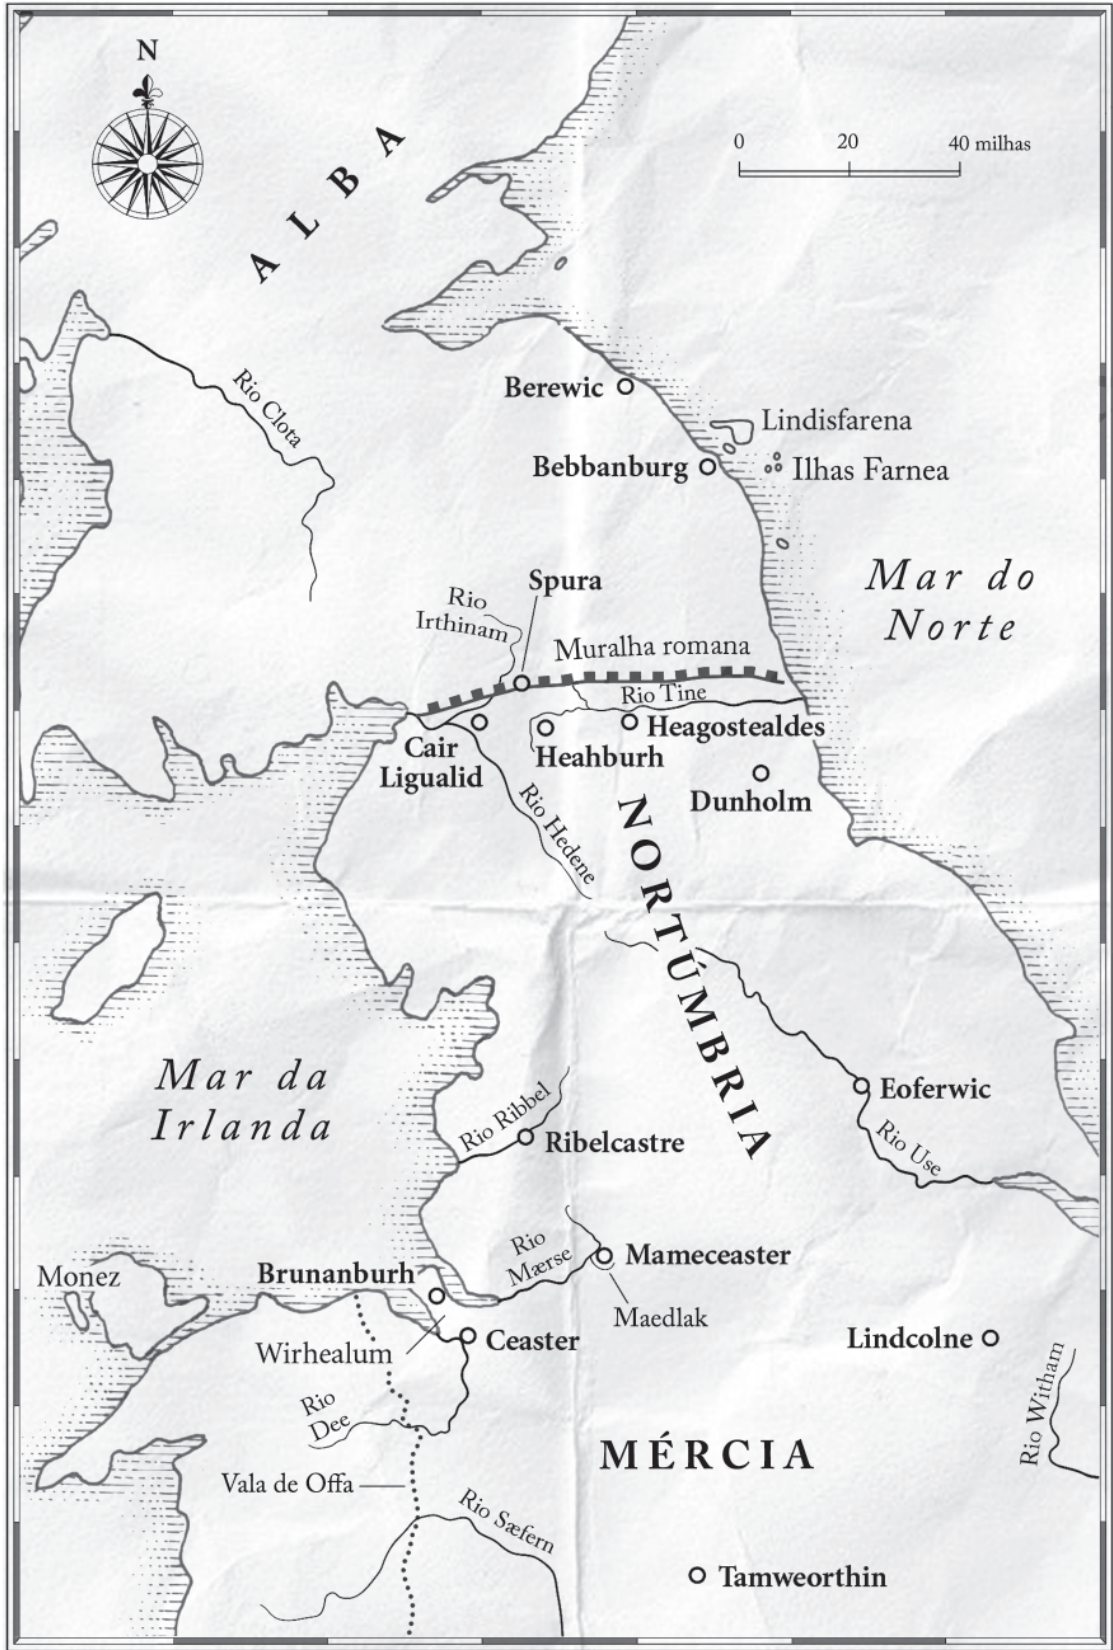 N
ALBA
0 20 40 milhas
Rio Clota
Berewic
Lindisfarena
Bebbanburg
Ilhas Farnea
Mar do
Norte
Spura
Rio
Irthinam
Muralha romana
Rio Tine
Heagostealdes
Cair
Ligualid
Heahburh
Dunholm
Rio Hedene
NORTÚMBRIA
Mar da
Irlanda
Eoferwic
Rio Ribbel
Ribelcastre
Rio Use
Rio
Mærse
Mameceaster
Monez
Brunanburh
Maedlak
Ceaster
Lindcolne
Wirhealum
Rio
Dee
Rio Witham
MÉRCIA
Vala de Offa
Rio Sæfern
Tamweorthin